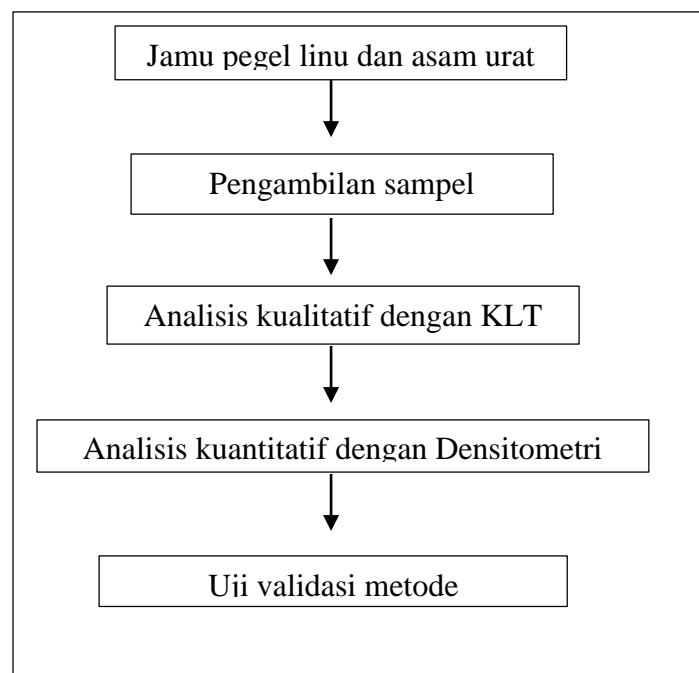 Jamu pegel linu dan asam urat
Pengambilan sampel
Analisis kualitatif dengan KLT
Analisis kuantitatif dengan Densitometri
Uji validasi metode